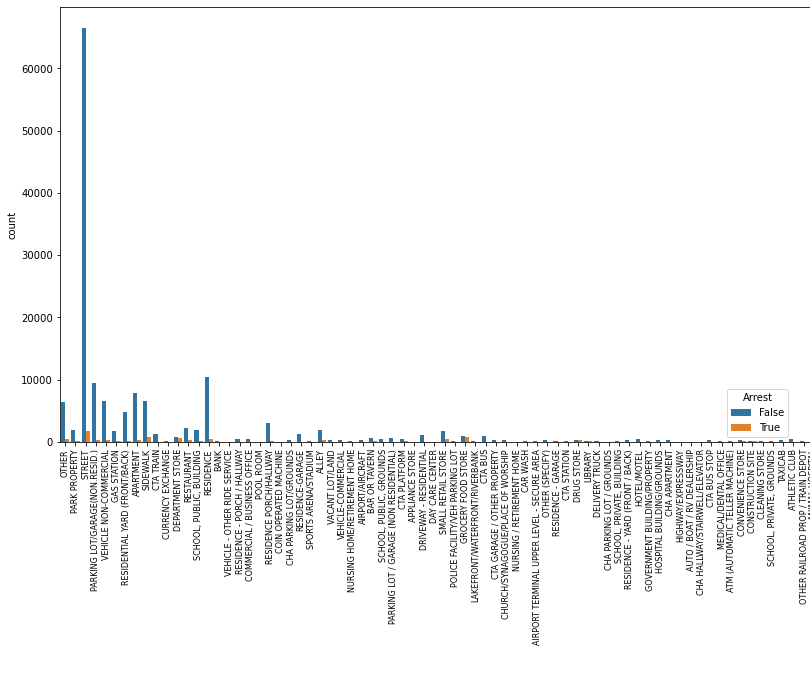 60000
50000
40000
30000
20000
10000
0
count
Arrest
False
True
OTHER
PARK PROPERTY
STREET
PARKING LOT/GARAGE(NON.RESID.)
VEHICLE NON-COMMERCIAL
GAS STATION
RESIDENTIAL YARD (FRONT/BACK)
APARTMENT
SIDEWALK
CTA TRAIN
CURRENCY EXCHANGE
DEPARTMENT STORE
RESTAURANT
SCHOOL, PUBLIC, BUILDING
RESIDENCE
BANK
VEHICLE - OTHER RIDE SERVICE
RESIDENCE - PORCH / HALLWAY
COMMERCIAL / BUSINESS OFFICE
POOL ROOM
RESIDENCE PORCH/HALLWAY
COIN OPERATED MACHINE
CHA PARKING LOT/GROUNDS
RESIDENCE-GARAGE
SPORTS ARENA/STADIUM
ALLEY
VACANT LOT/LAND
VEHICLE-COMMERCIAL
NURSING HOME/RETIREMENT HOME
AIRPORT/AIRCRAFT
BAR OR TAVERN
SCHOOL, PUBLIC, GROUNDS
PARKING LOT / GARAGE (NON RESIDENTIAL)
CTA PLATFORM
APPLIANCE STORE
DRIVEWAY - RESIDENTIAL
DAY CARE CENTER
SMALL RETAIL STORE
POLICE FACILITY/VEH PARKING LOT
GROCERY FOOD STORE
LAKEFRONT/WATERFRONT/RIVERBANK
CTA BUS
CTA GARAGE / OTHER PROPERTY
CHURCH/SYNAGOGUE/PLACE OF WORSHIP
NURSING / RETIREMENT HOME
CAR WASH
AIRPORT TERMINAL UPPER LEVEL - SECURE AREA
OTHER (SPECIFY)
RESIDENCE - GARAGE
CTA STATION
DRUG STORE
LIBRARY
DELIVERY TRUCK
CHA PARKING LOT / GROUNDS
SCHOOL, PRIVATE, BUILDING
RESIDENCE - YARD (FRONT / BACK)
HOTEL/MOTEL
GOVERNMENT BUILDING/PROPERTY
HOSPITAL BUILDING/GROUNDS
CHA APARTMENT
HIGHWAY/EXPRESSWAY
AUTO / BOAT / RV DEALERSHIP
CHA HALLWAY/STAIRWELL/ELEVATOR
CTA BUS STOP
MEDICAL/DENTAL OFFICE
ATM (AUTOMATIC TELLER MACHINE)
CONVENIENCE STORE
CONSTRUCTION SITE
CLEANING STORE
SCHOOL, PRIVATE, GROUNDS
TAXICAB
ATHLETIC CLUB
OTHER RAILROAD PROP / TRAIN DEPOT